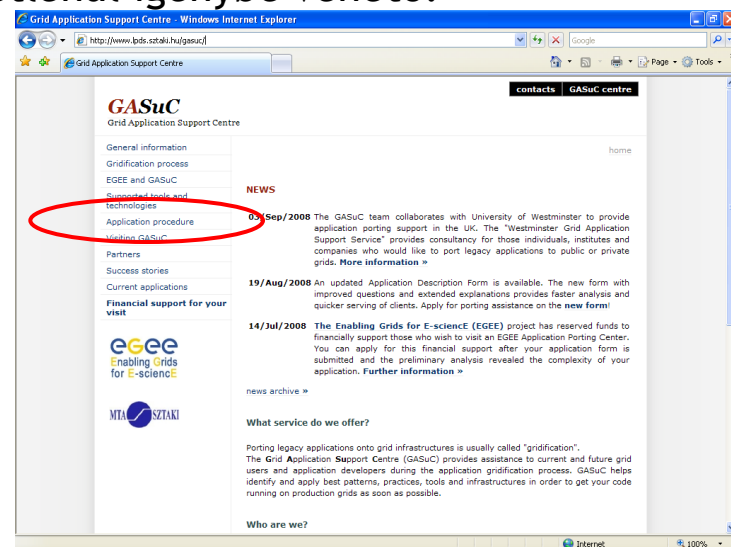 Grid Application Support Centre - Windows Internet Explorer
http://www.lpds.sztaki.hu/gasuc/
Google
Grid Application Support Centre
Page
Tools
contacts
GASuC centre
GASuC
Grid Application Support Centre
General information
Gridification process
EGEE and GASuC
Supported tools and
technologies
Application procedure
Visiting GASuC
Partners
Success stories
Current applications
Financial support for your
visit
egee
Enabling Grids
for E-sciencE
MTA SZTAKI
home
NEWS
03/Sep/2008 The GASuC team collaborates with University of Westminster to provide
application porting support in the UK. The "Westminster Grid Application
Support Service" provides consultancy for those individuals, institutes and
companies who would like to port legacy applications to public or private
grids. More information »
19/Aug/2008 An updated Application Description Form is available. The new form with
improved questions and extended explanations provides faster analysis and
quicker serving of clients. Apply for porting assistance on the new form!
14/Jul/2008 The Enabling Grids for E-sciencE (EGEE) project has reserved funds to
financially support those who wish to visit an EGEE Application Porting Center.
You can apply for this financial support after your application form is
submitted and the preliminary analysis revealed the complexity of your
application. Further information »
news archive »
What service do we offer?
Porting legacy applications onto grid infrastructures is usually called "gridification".
The Grid Application Support Centre (GASuC) provides assistance to current and future grid
users and application developers during the application gridification process. GASuC helps
identify and apply best patterns, practices, tools and infrastructures in order to get your code
running on production grids as soon as possible.
Who are we?
Internet
100%